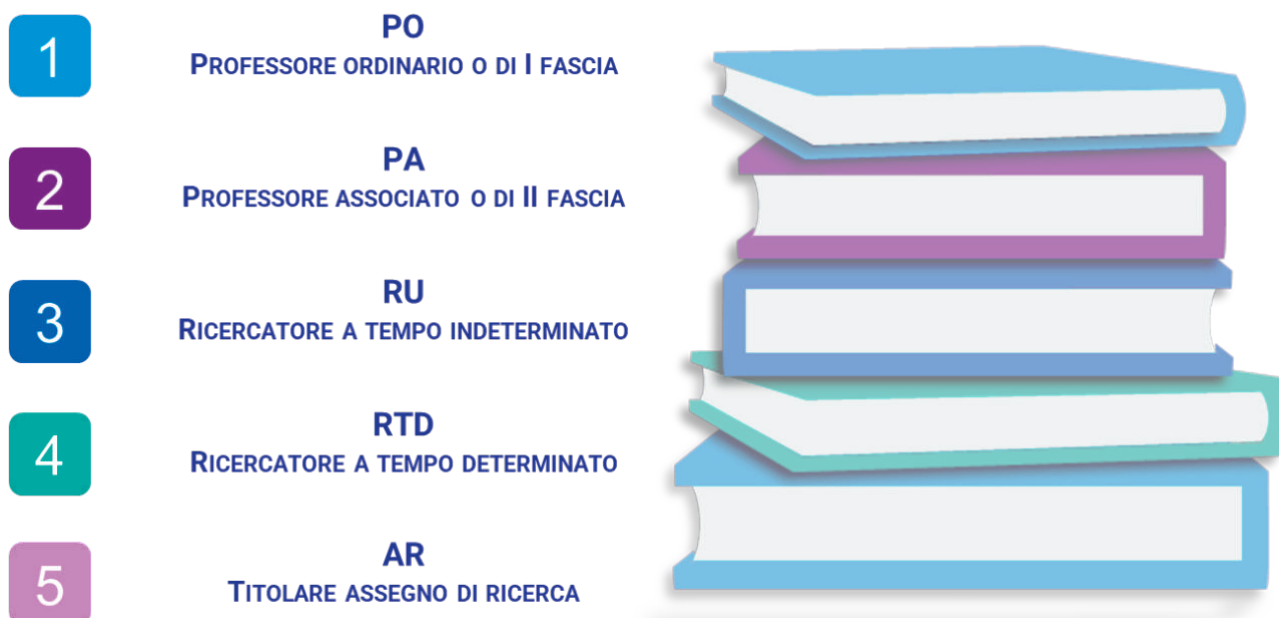 1
PO
PROFESSORE ORDINARIO O DI I FASCIA
2
PA
PROFESSORE ASSOCIATO O DI II FASCIA
3
RU
RICERCATORE A TEMPO INDETERMINATO
4
RTD
RICERCATORE A TEMPO DETERMINATO
5
AR
TITOLARE ASSEGNO DI RICERCA